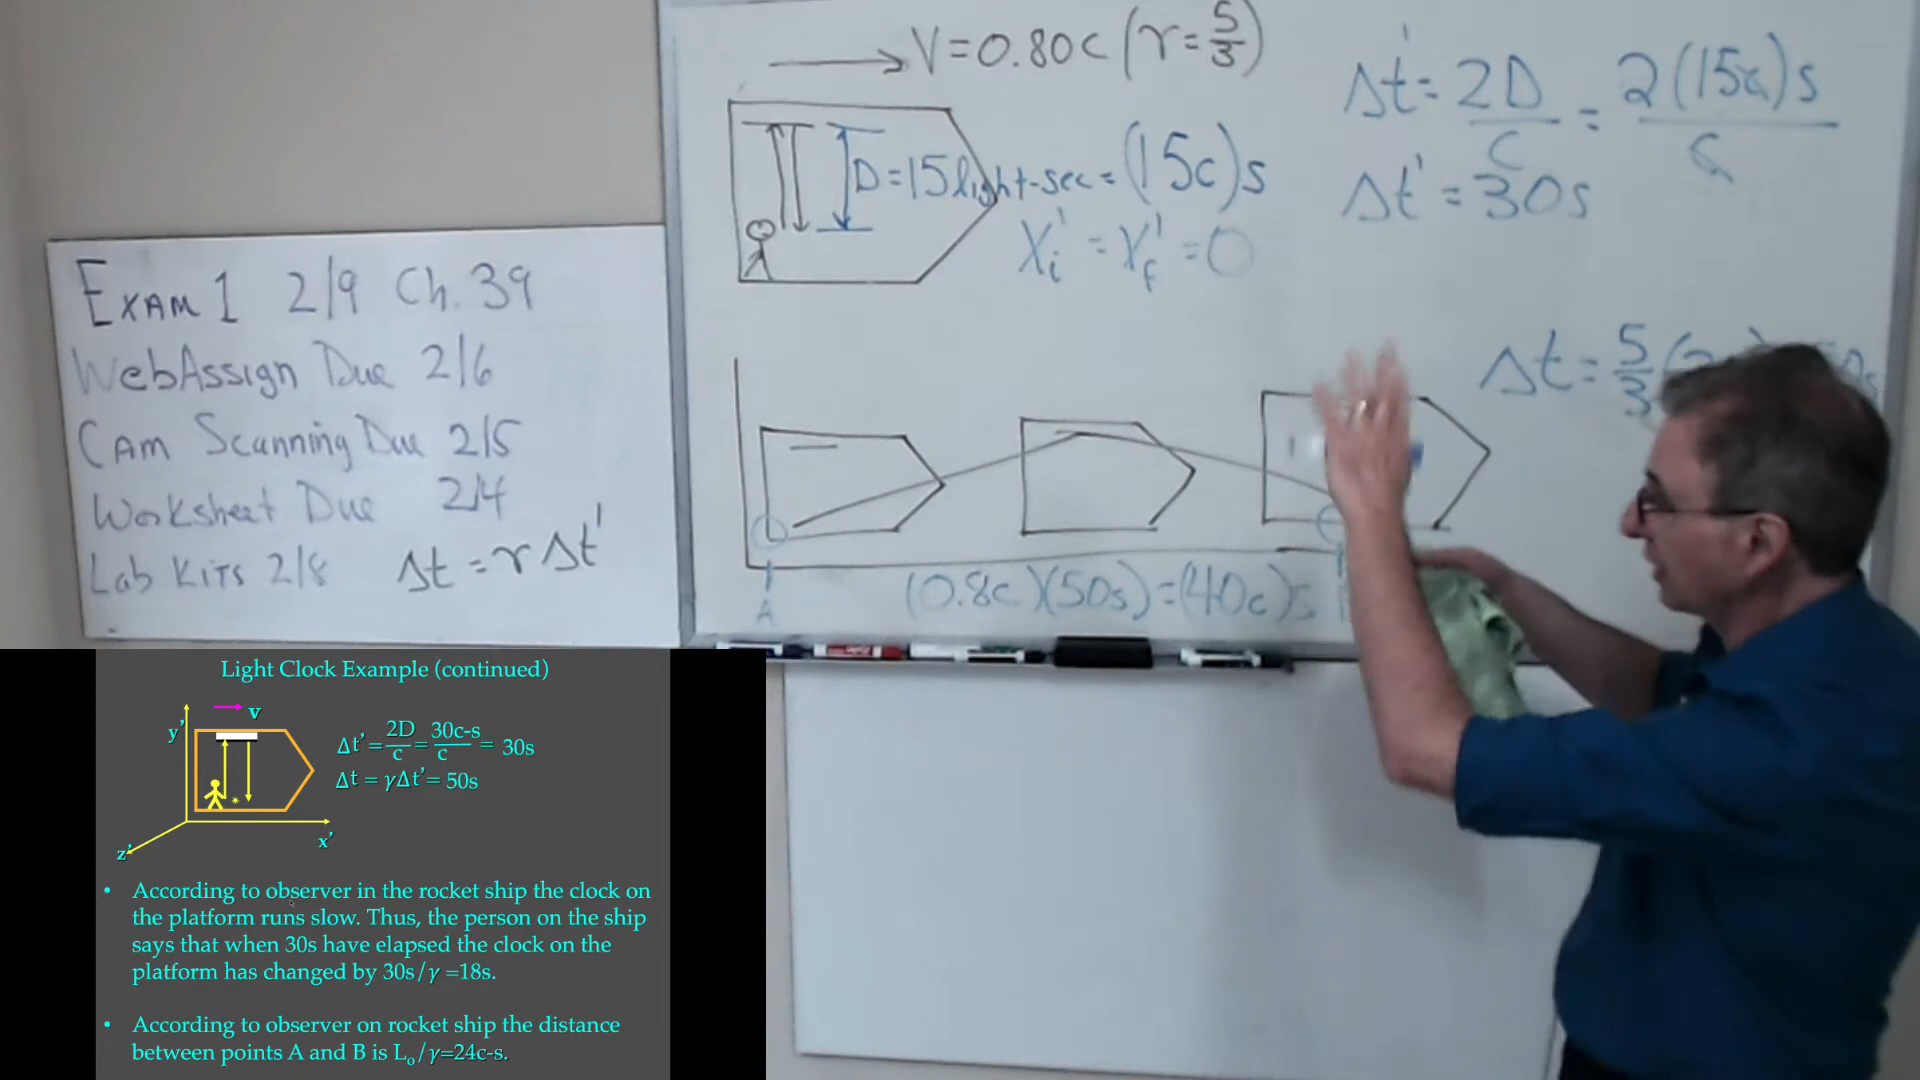 V=0.80c (γ=5/3)
D=15light-sec=(15c)s
Xi'=Xf'=0
Δt'=2D/c=2(15c)s/c
Δt'=30s
Δt=5/3(
(0.8c)(50s)=(40c)s
A
Exam 1 2/9 Ch. 39
WebAssign Due 2/6
Cam Scanning Due 2/5
Worksheet Due 2/4
Lab Kits 2/8 Δt=γΔt'
Light Clock Example (continued)
v
y'
x'
z'
Δt'=2D/c=30c-s/c=30s
Δt=γΔt'=50s
• According to observer in the rocket ship the clock on
the platform runs slow. Thus, the person on the ship
says that when 30s have elapsed the clock on the
platform has changed by 30s/γ =18s.
• According to observer on rocket ship the distance
between points A and B is Lo/γ=24c-s.